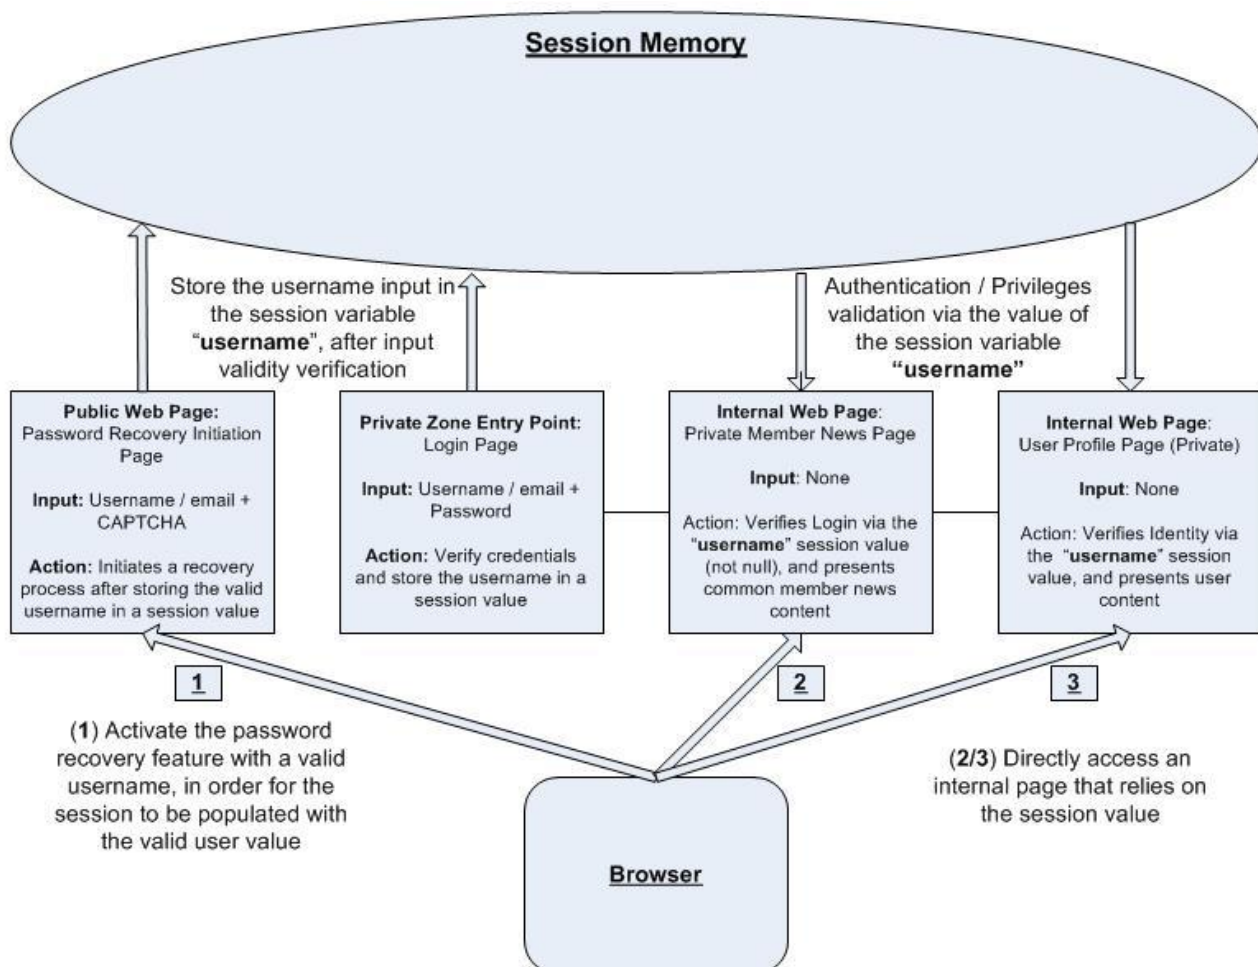 Session Memory
Store the username input in
the session variable
“username”, after input
validity verification
Authentication / Privileges
validation via the value of
the session variable
“username”
Public Web Page:
Password Recovery Initiation
Page
Input: Username / email +
CAPTCHA
Action: Initiates a recovery
process after storing the valid
username in a session value
Private Zone Entry Point:
Login Page
Input: Username / email +
Password
Action: Verify credentials
and store the username in a
session value
Internal Web Page:
Private Member News Page
Input: None
Action: Verifies Login via the
“username” session value
(not null), and presents
common member news
content
Internal Web Page:
User Profile Page (Private)
Input: None
Action: Verifies Identity via
the “username” session
value, and presents user
content
1
2
3
(1) Activate the password
recovery feature with a valid
username, in order for the
session to be populated with
the valid user value
(2/3) Directly access an
internal page that relies on
the session value
Browser